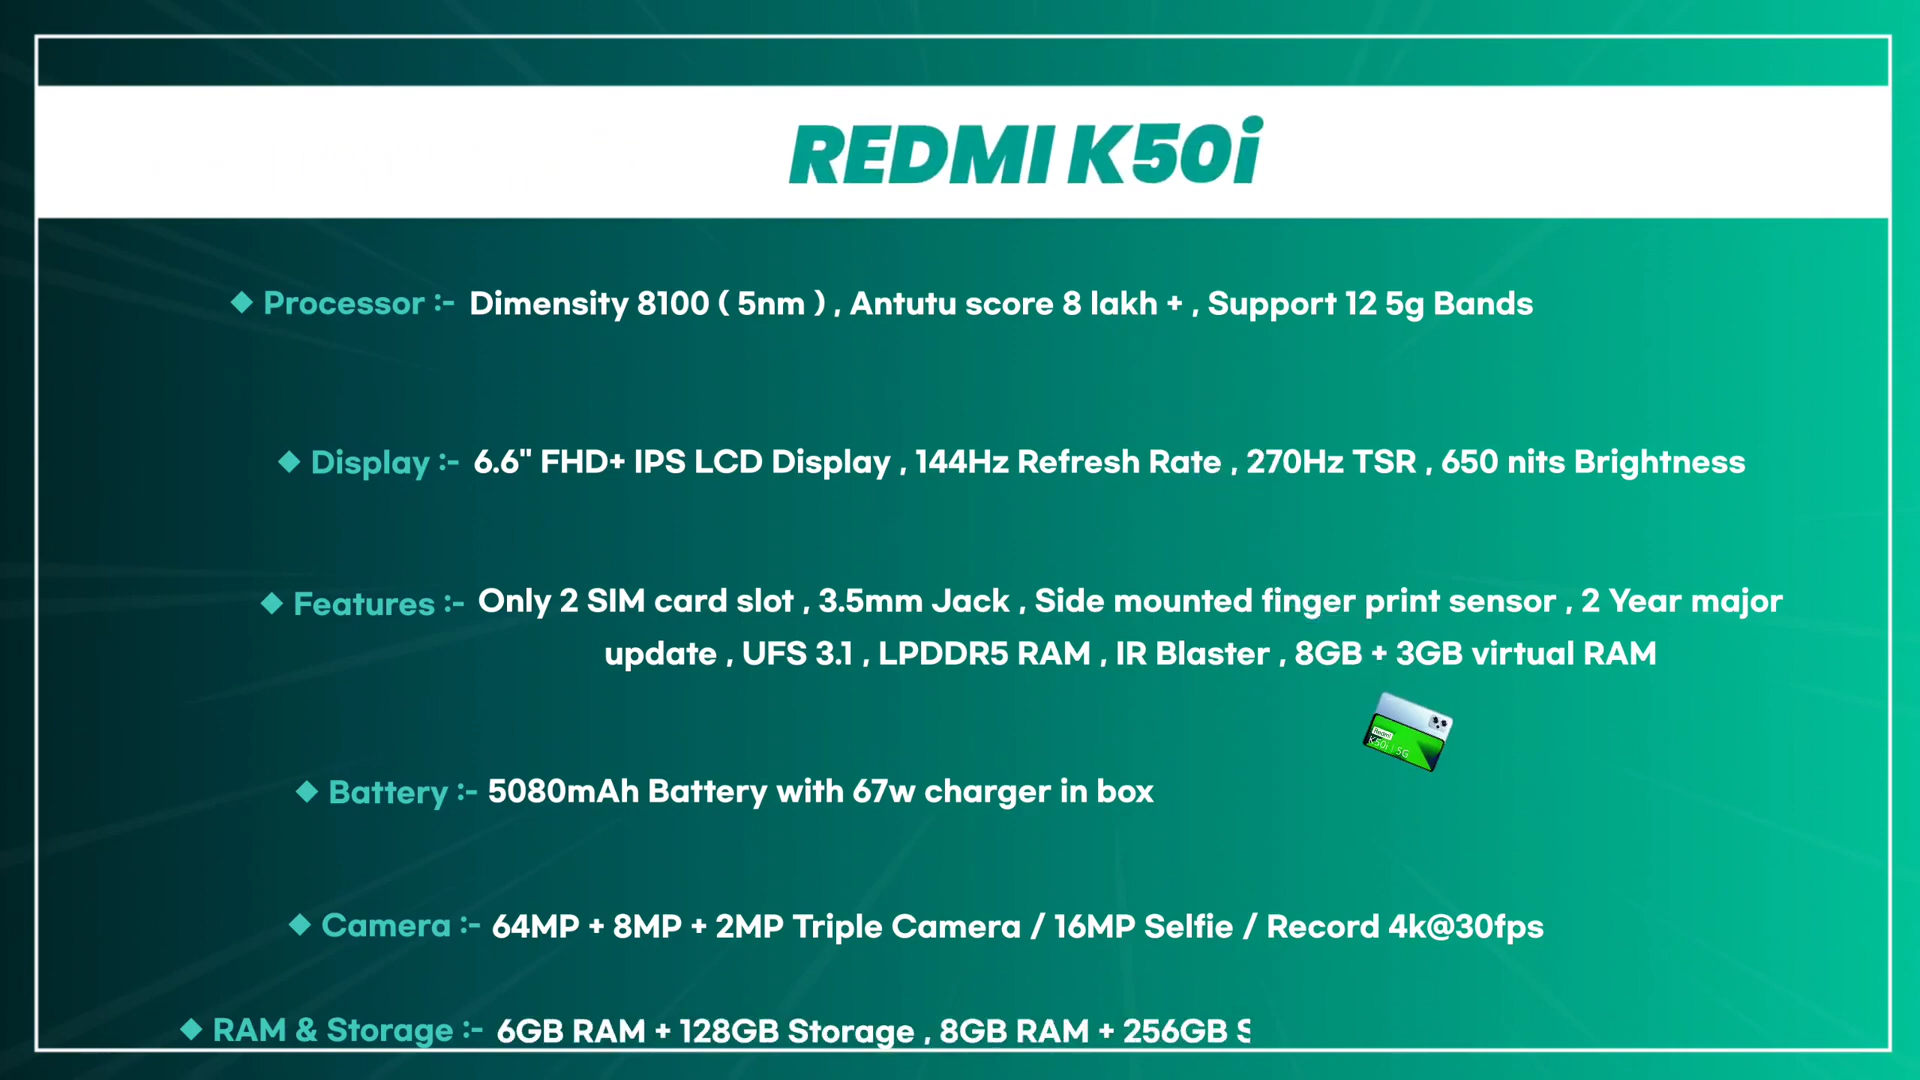 REDMI K50i
◆ Processor :- Dimensity 8100 ( 5nm ) , Antutu score 8 lakh + , Support 12 5g Bands
◆ Display :- 6.6" FHD+ IPS LCD Display , 144Hz Refresh Rate , 270Hz TSR , 650 nits Brightness
◆ Features :- Only 2 SIM card slot , 3.5mm Jack , Side mounted finger print sensor , 2 Year major
update , UFS 3.1 , LPDDR5 RAM , IR Blaster , 8GB + 3GB virtual RAM
Redmi
K50i | 5G
◆ Battery :- 5080mAh Battery with 67w charger in box
◆ Camera :- 64MP + 8MP + 2MP Triple Camera / 16MP Selfie / Record 4k@30fps
◆ RAM & Storage :- 6GB RAM + 128GB Storage , 8GB RAM + 256GB S